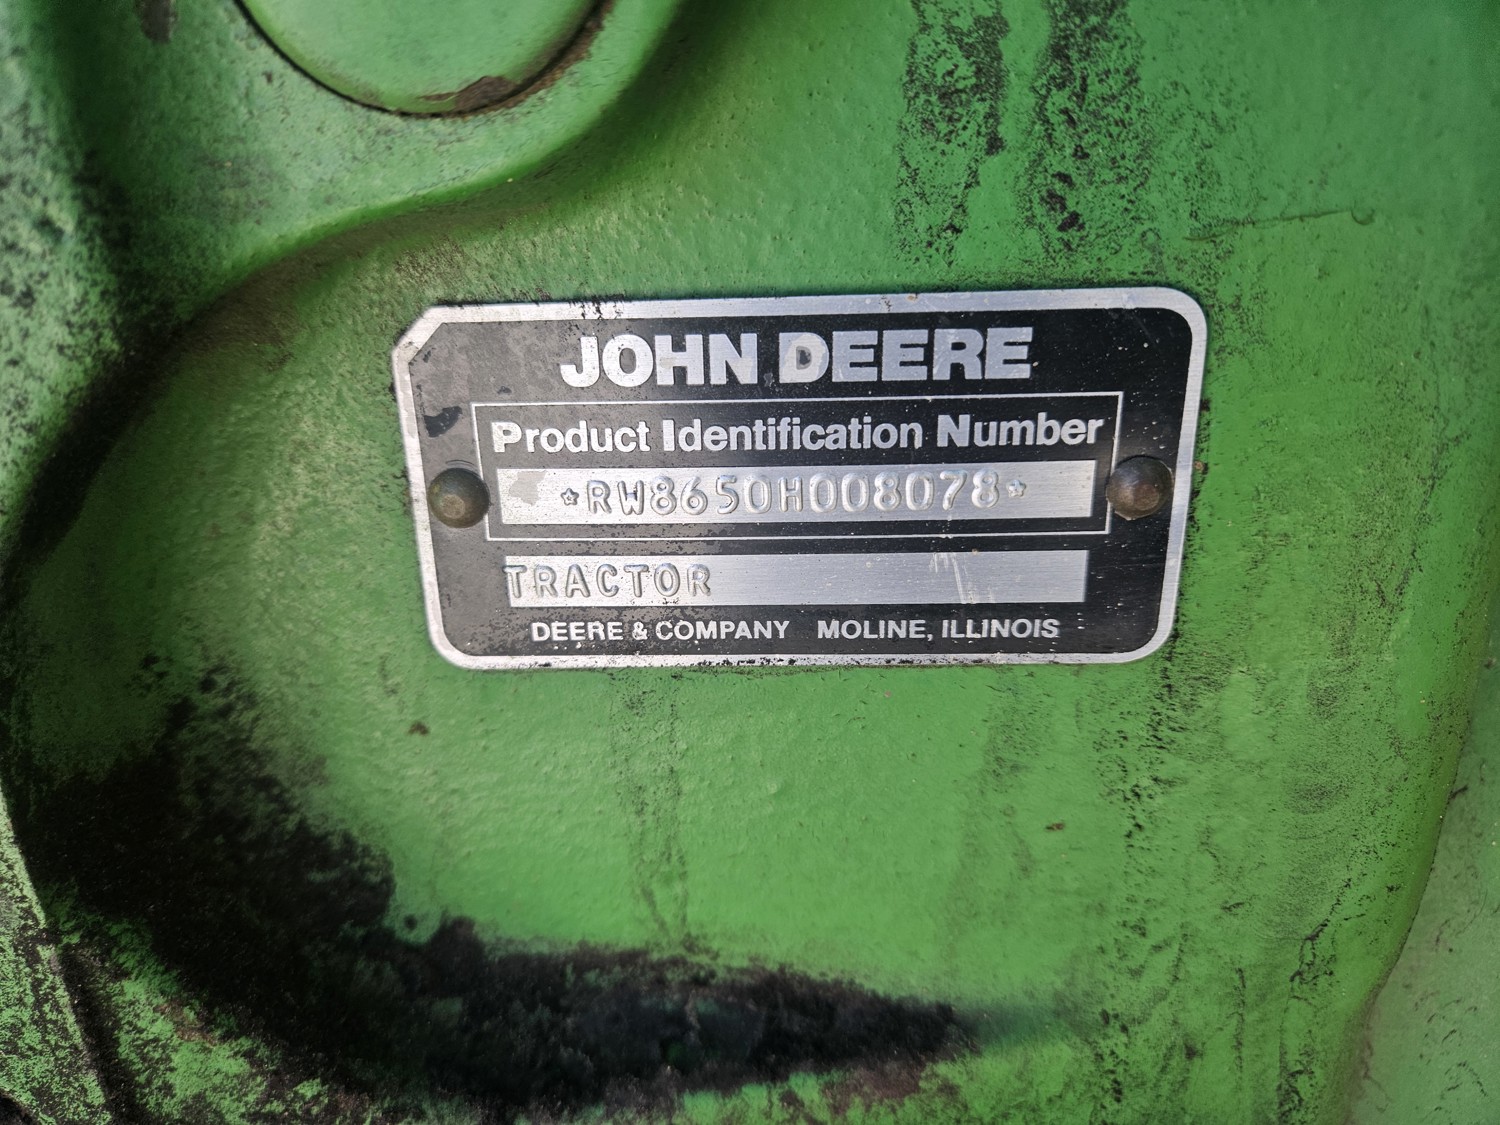 JOHN DEERE
Product Identification Number
*RW8650H008078*
TRACTOR
DEERE & COMPANY MOLINE, ILLINOIS